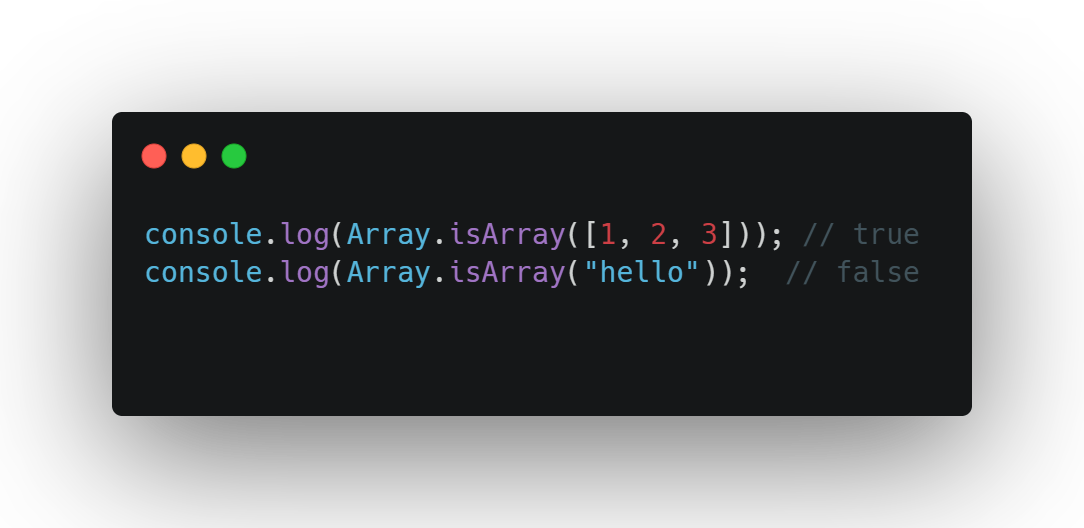 console.log(Array.isArray([1, 2, 3])); // true
console.log(Array.isArray("hello"));  // false